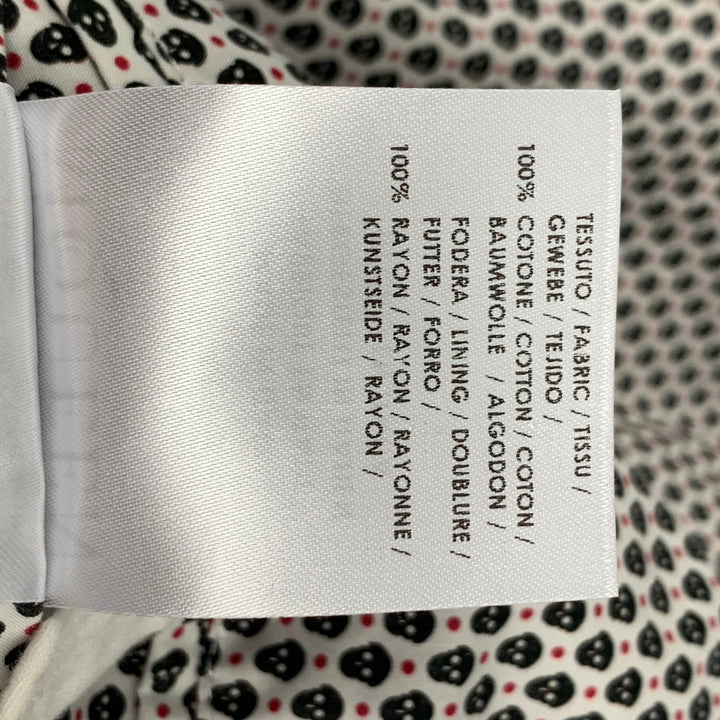 TESSUTO / FABRIC / TISSU /
GEWEBE / TEJIDO /
100% COTONE / COTTON / COTON /
BAUMWOLLE / ALGODON /
FODERA / LINING / DOUBLURE /
FUTTER / FORRO /
100% RAYON / RAYON / RAYONNE /
KUNSTSEIDE / RAYON /